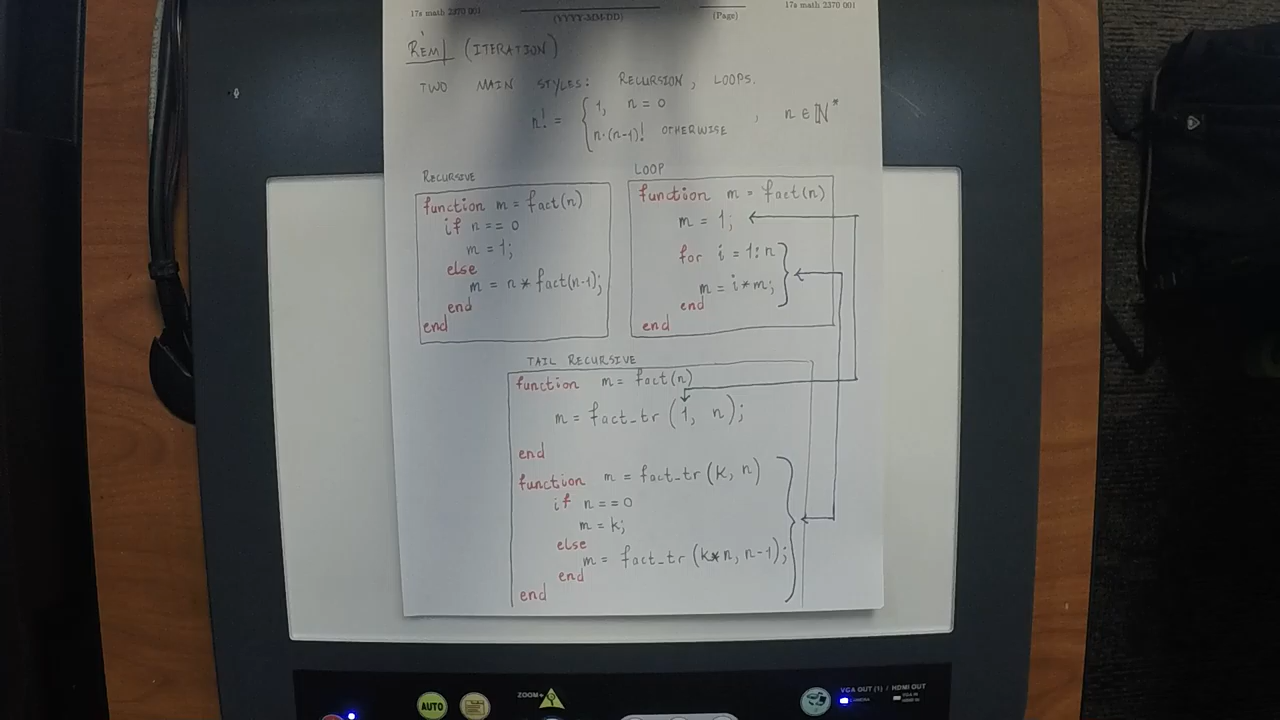 17s math 2370 001
(YYYY-MM-DD)
(Page)
17s math 2370 001
REM (ITERATION)
TWO MAIN STYLES: RECURSION, LOOPS.
n! = { 1, n = 0
n·(n-1)! OTHERWISE , n ∈ ℕ*
RECURSIVE
function m = fact(n)
if n == 0
m = 1;
else
m = n * fact(n-1);
end
end
LOOP
function m = fact(n)
m = 1;
for i = 1:n
m = i * m;
end
end
TAIL RECURSIVE
function m = fact(n)
m = fact_tr (1, n);
end
function m = fact_tr (k, n)
if n == 0
m = k;
else
m = fact_tr (k*n, n-1);
end
end
AUTO
ZOOM
VGA OUT (1) / HDMI OUT